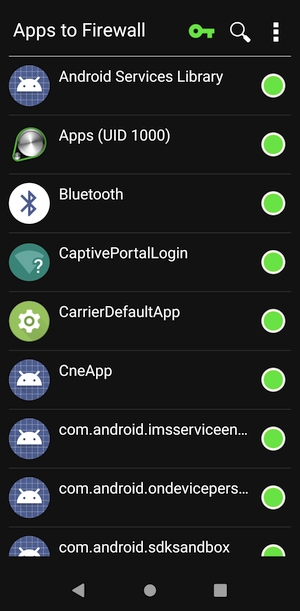 Apps to Firewall
Android Services Library
Apps (UID 1000)
Bluetooth
CaptivePortalLogin
?
CarrierDefaultApp
CneApp
com.android.imsserviceen...
com.android.ondevicepers...
com.android.sdksandbox